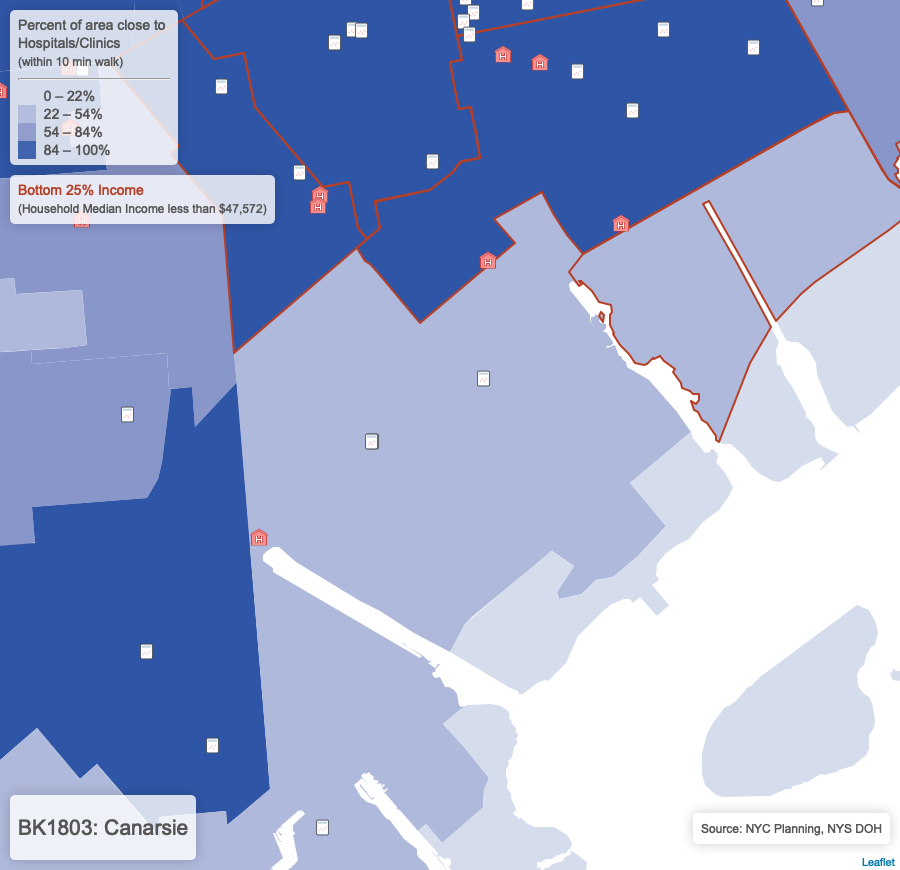 Percent of area close to
Hospitals/Clinics
(within 10 min walk)
0 – 22%
22 – 54%
54 – 84%
84 – 100%
Bottom 25% Income
(Household Median Income less than $47,572)
H
H
H
H
H
H
H
BK1803: Canarsie
Source: NYC Planning, NYS DOH
Leaflet